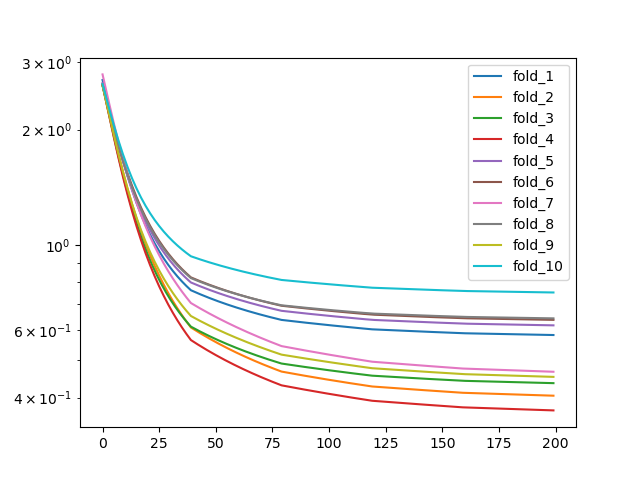 3 × 10⁰
2 × 10⁰
10⁰
6 × 10⁻¹
4 × 10⁻¹
0 25 50 75 100 125 150 175 200
fold_1
fold_2
fold_3
fold_4
fold_5
fold_6
fold_7
fold_8
fold_9
fold_10